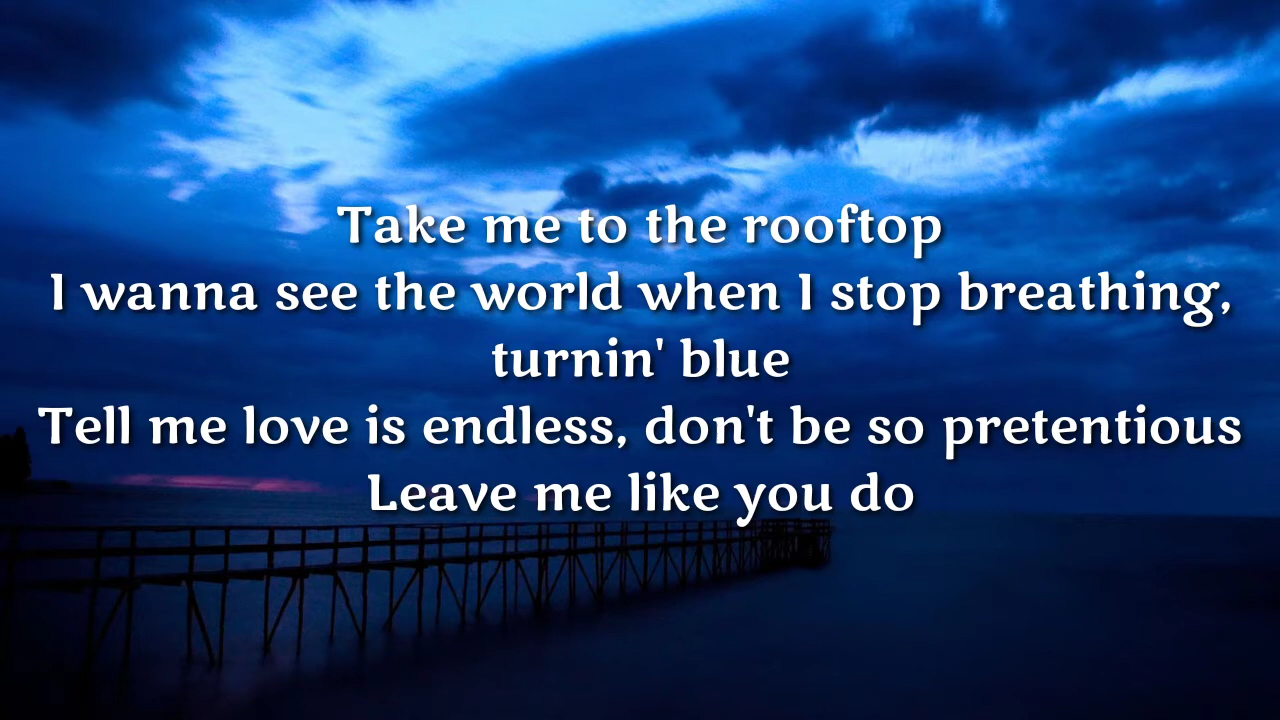 Take me to the rooftop
I wanna see the world when I stop breathing,
turnin' blue
Tell me love is endless, don't be so pretentious
Leave me like you do